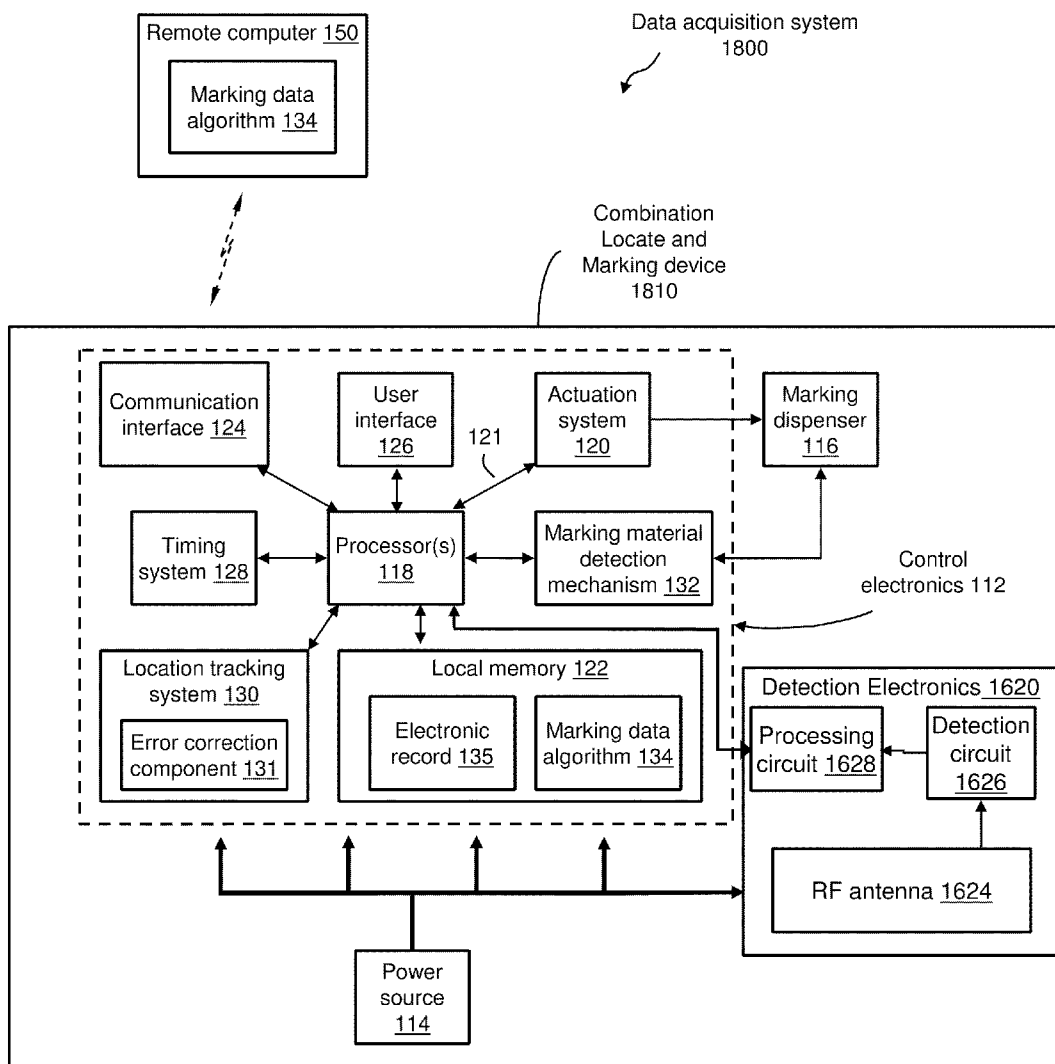 Remote computer 150
Marking data
algorithm 134
Data acquisition system
1800
Combination
Locate and
Marking device
1810
Communication
interface 124
User
interface
126
Actuation
system
120
Marking
dispenser
116
121
Timing
system 128
Processor(s)
118
Marking material
detection
mechanism 132
Control
electronics 112
Location tracking
system 130
Error correction
component 131
Local memory 122
Electronic
record 135
Marking data
algorithm 134
Detection Electronics 1620
Processing
circuit 1628
Detection
circuit
1626
RF antenna 1624
Power
source
114